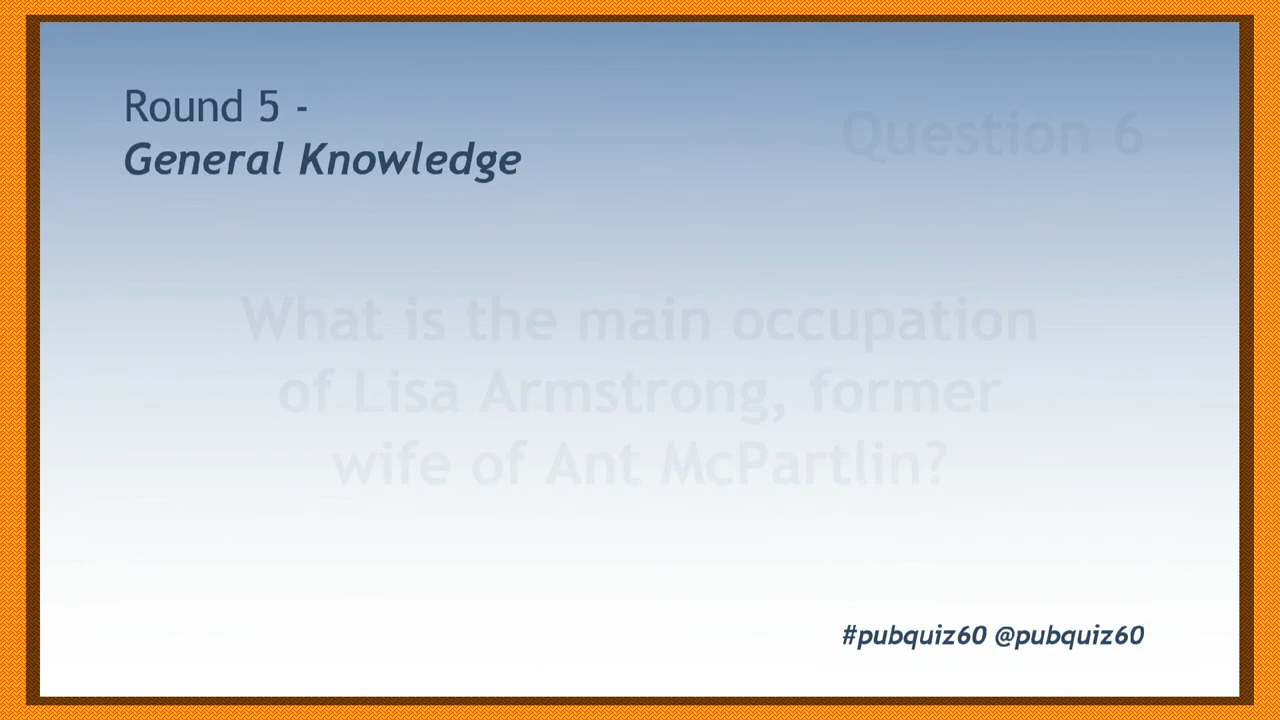 Round 5 -
General Knowledge
Question 6
What is the main occupation
of Lisa Armstrong, former
wife of Ant McPartlin?
#pubquiz60 @pubquiz60